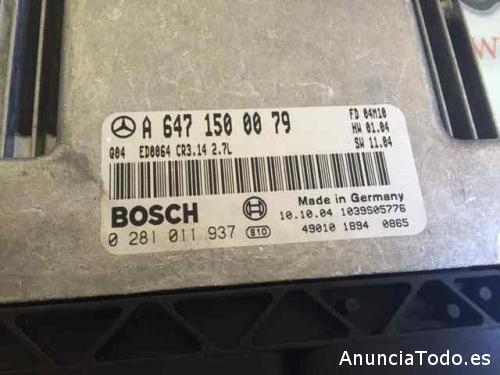 A 647 150 00 79
FD 04M10
HW 01.04
SW 11.04
Q04 ED0064 CR3.14 2.7L
BOSCH
Made in Germany
0 281 011 937 B10
10.10.04 1039S05776
49010 1894 0865
W
AnunciaTodo.es